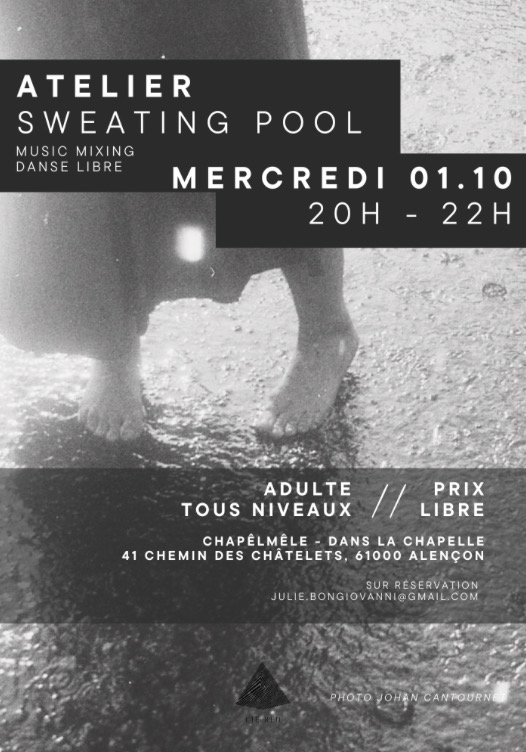 ATELIER
SWEATING POOL
MUSIC MIXING
DANSE LIBRE
MERCREDI 01.10
20H - 22H
ADULTE // PRIX
TOUS NIVEAUX LIBRE
CHAPÊLMÊLE - DANS LA CHAPELLE
41 CHEMIN DES CHÂTELETS, 61000 ALENÇON
SUR RÉSERVATION
JULIE.BONGIOVANNI@GMAIL.COM
PHOTO JOHAN